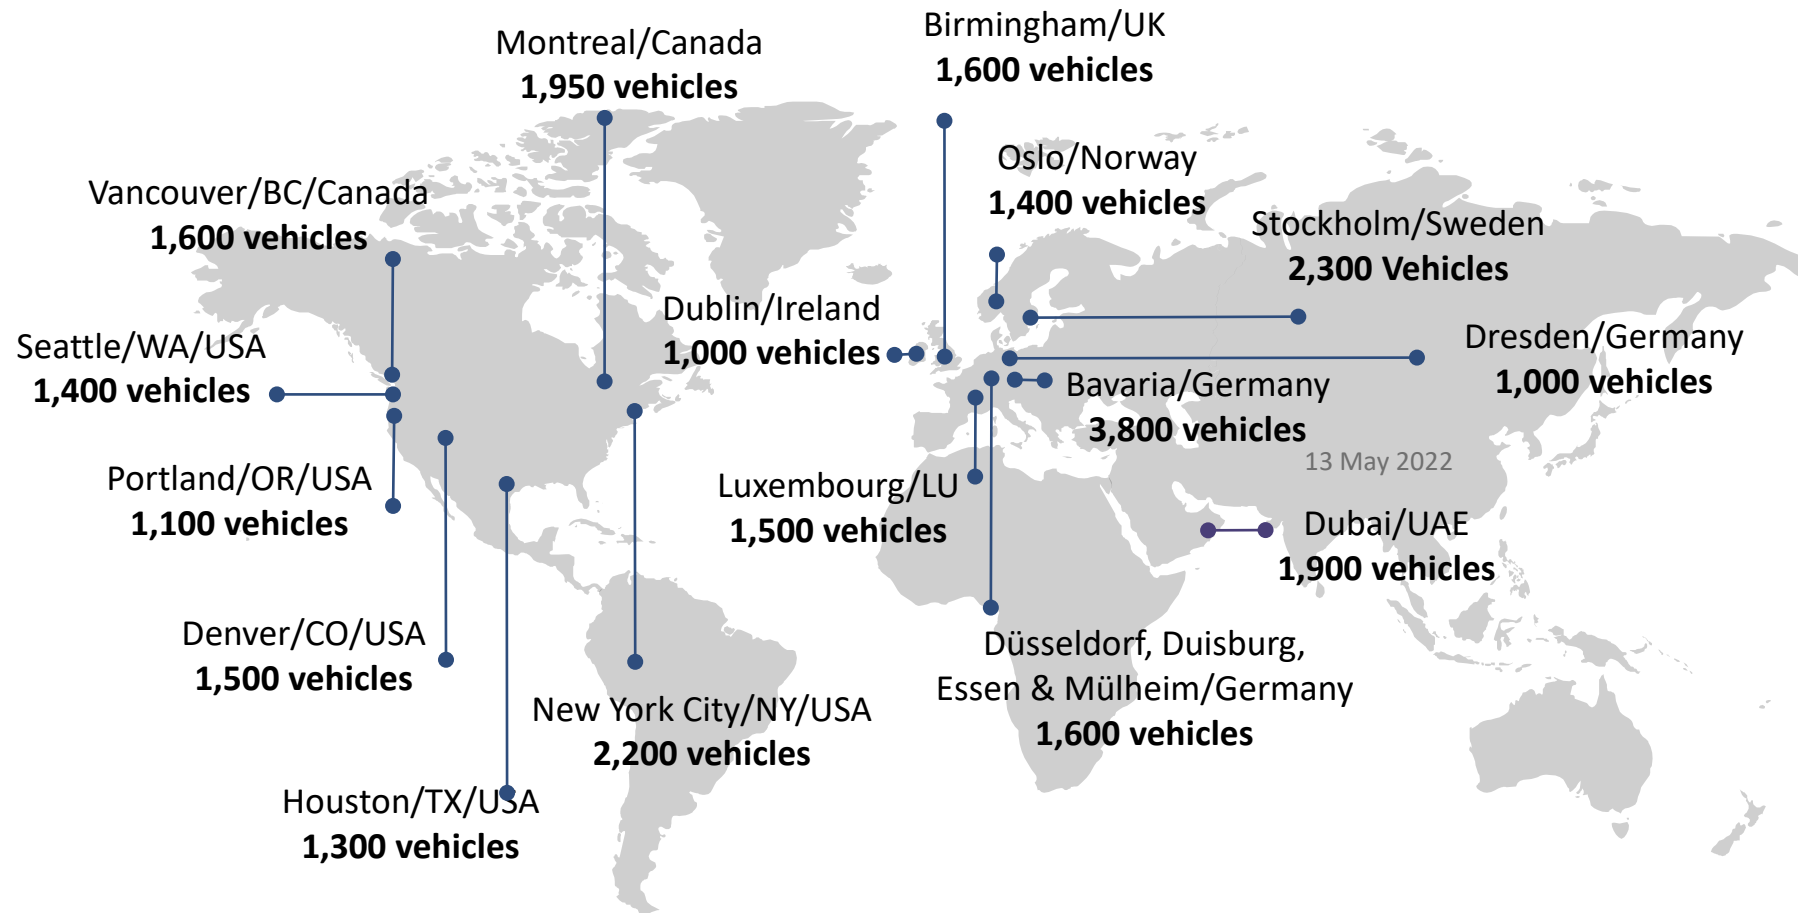 Birmingham/UK
1,600 vehicles
Montreal/Canada
1,950 vehicles
Oslo/Norway
1,400 vehicles
Vancouver/BC/Canada
1,600 vehicles
Stockholm/Sweden
2,300 Vehicles
Dublin/Ireland
1,000 vehicles
Seattle/WA/USA
1,400 vehicles
Dresden/Germany
1,000 vehicles
Bavaria/Germany
3,800 vehicles
13 May 2022
Portland/OR/USA
1,100 vehicles
Luxembourg/LU
1,500 vehicles
Dubai/UAE
1,900 vehicles
Denver/CO/USA
1,500 vehicles
Düsseldorf, Duisburg,
Essen & Mülheim/Germany
1,600 vehicles
New York City/NY/USA
2,200 vehicles
Houston/TX/USA
1,300 vehicles